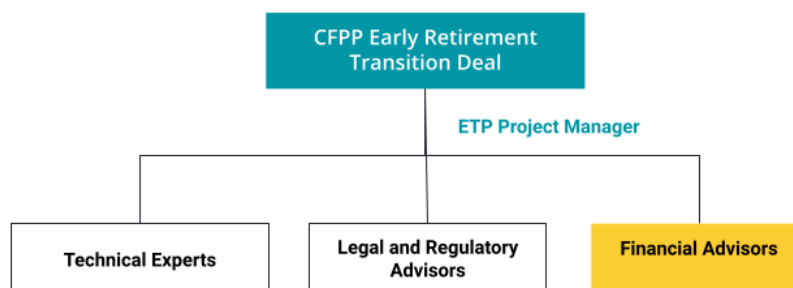 CFPP Early Retirement
Transition Deal
ETP Project Manager
Technical Experts
Legal and Regulatory
Advisors
Financial Advisors